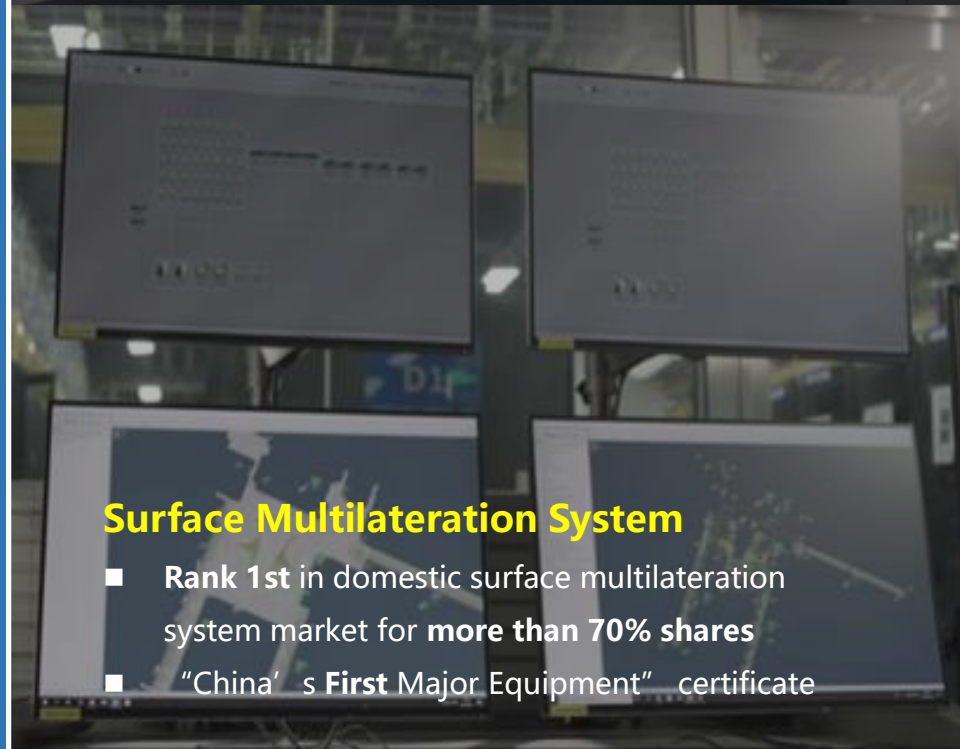 D1
Surface Multilateration System
■ Rank 1st in domestic surface multilateration
system market for more than 70% shares
■ “China’ s First Major Equipment” certificate